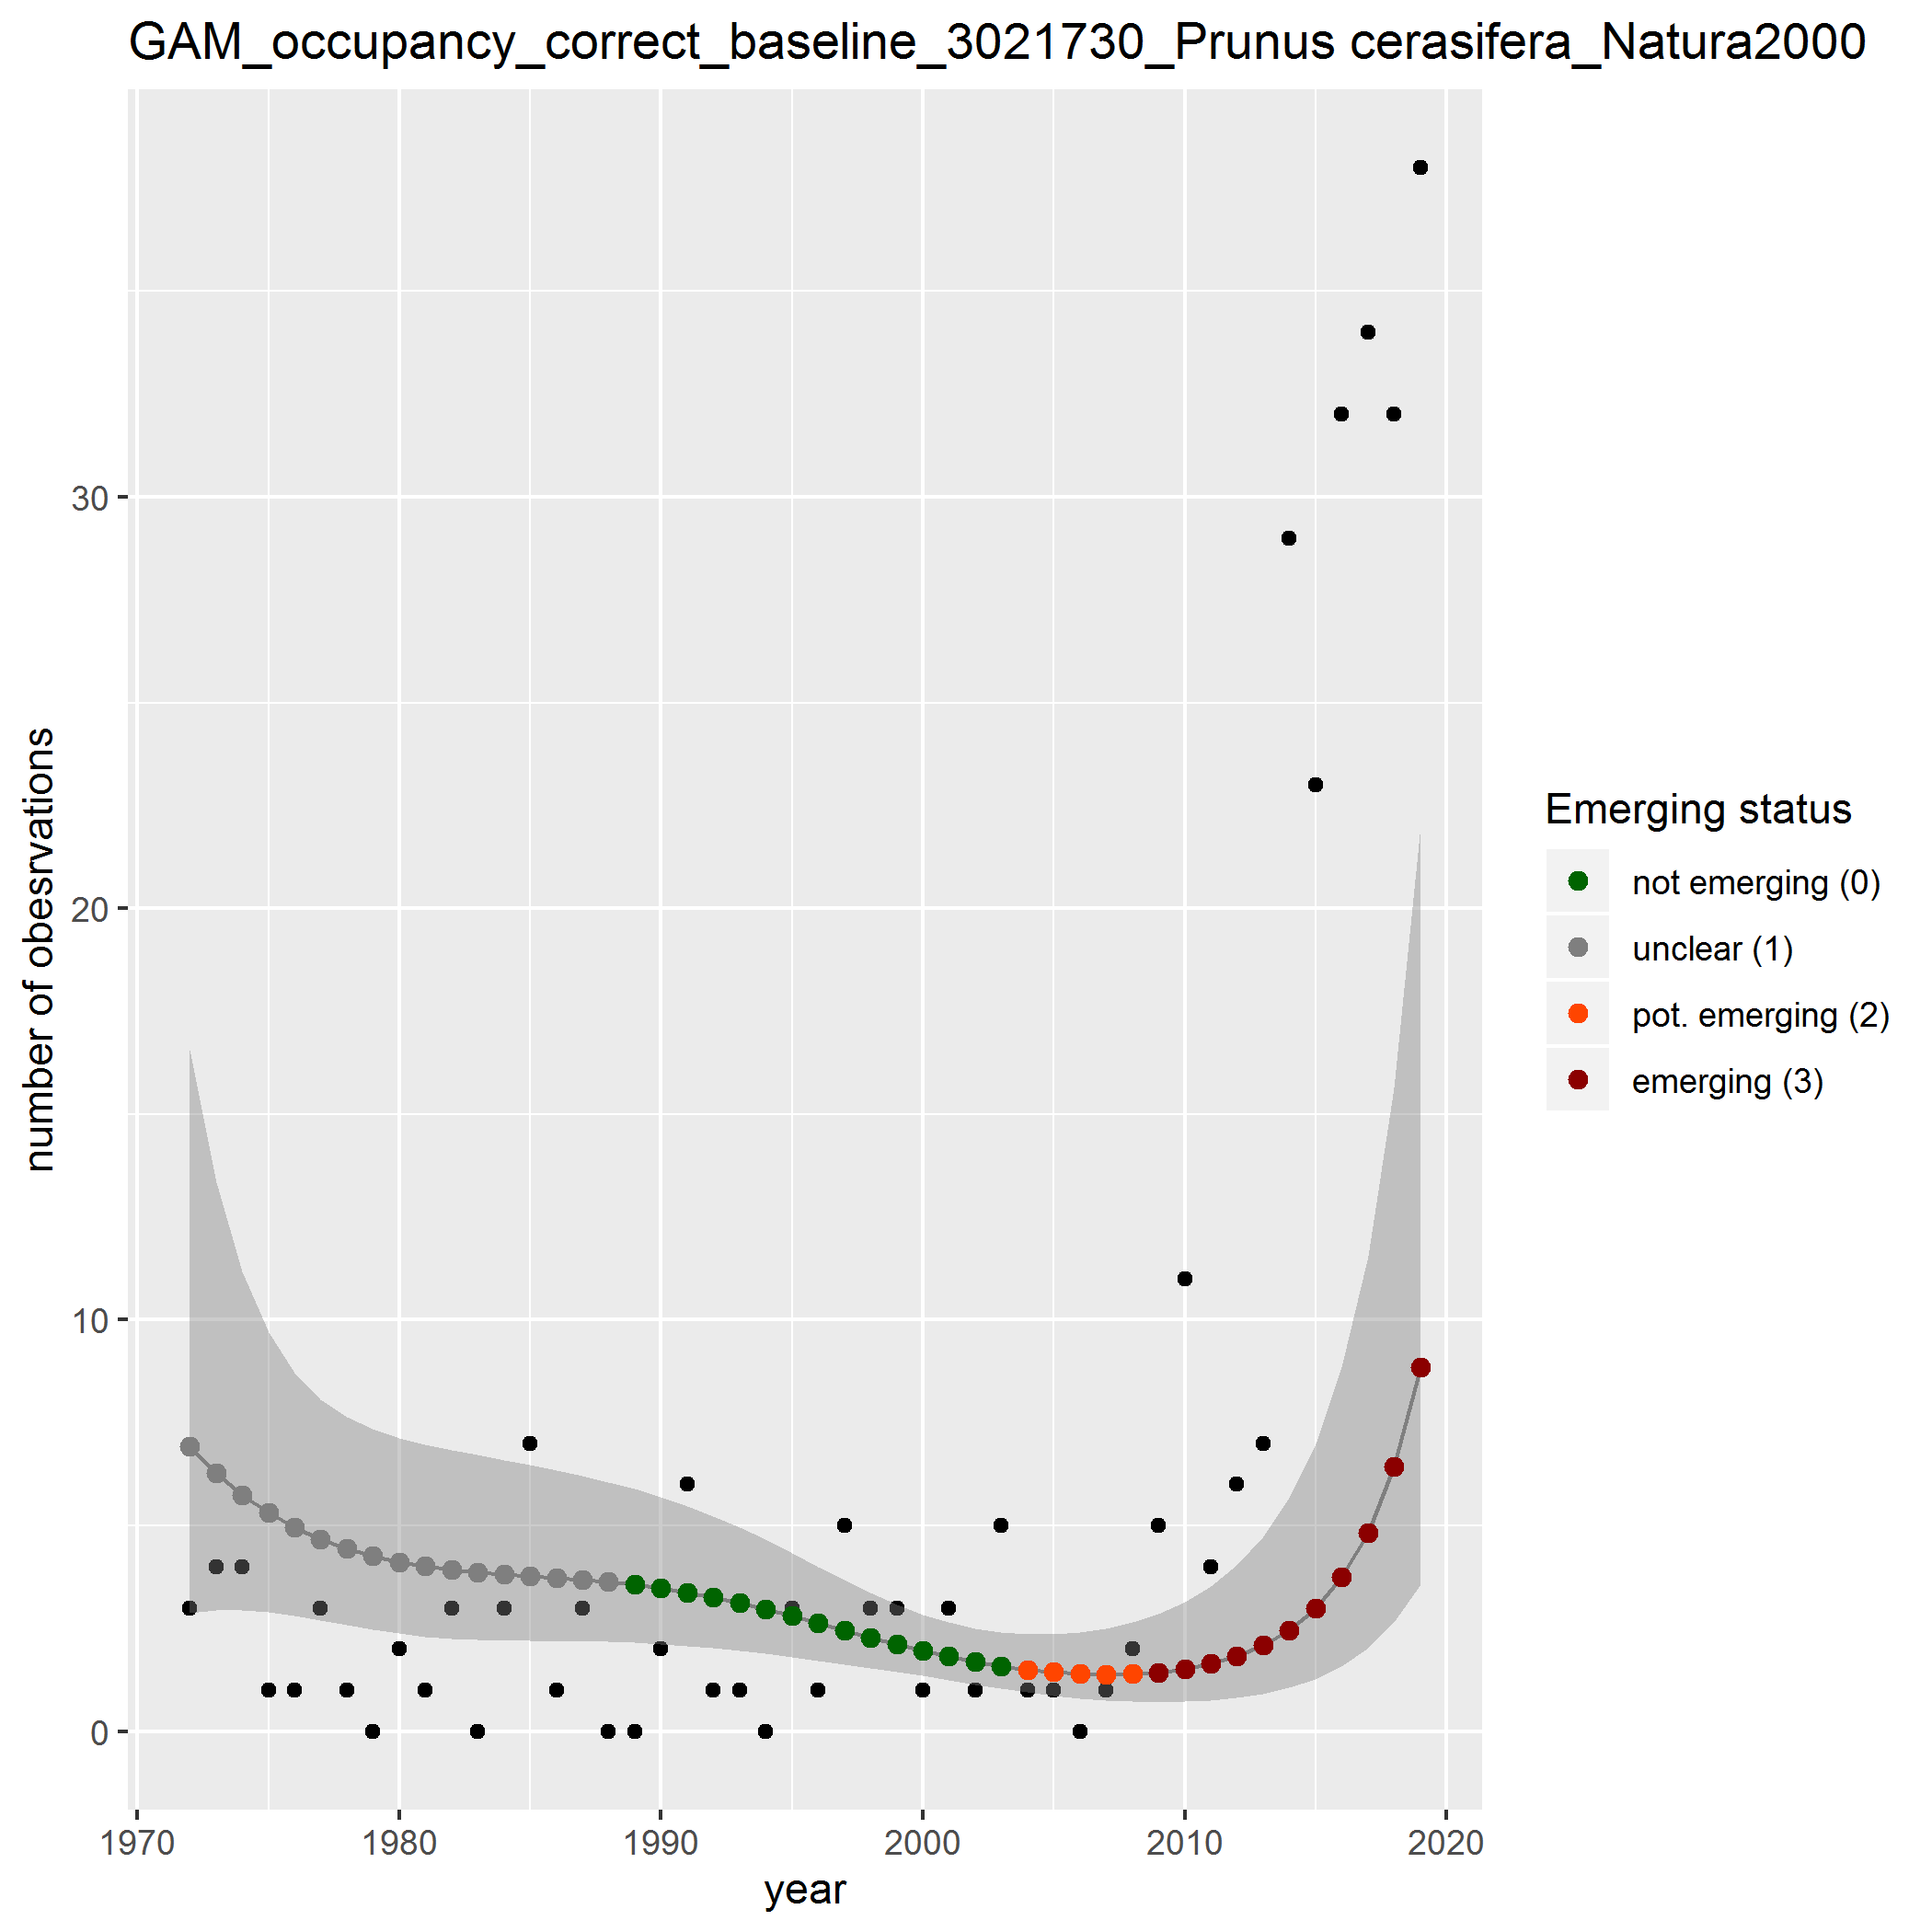 GAM_occupancy_correct_baseline_3021730_Prunus cerasifera_Natura2000
number of obesrvations
30
20
10
0
1970 1980 1990 2000 2010 2020
year
Emerging status
not emerging (0)
unclear (1)
pot. emerging (2)
emerging (3)